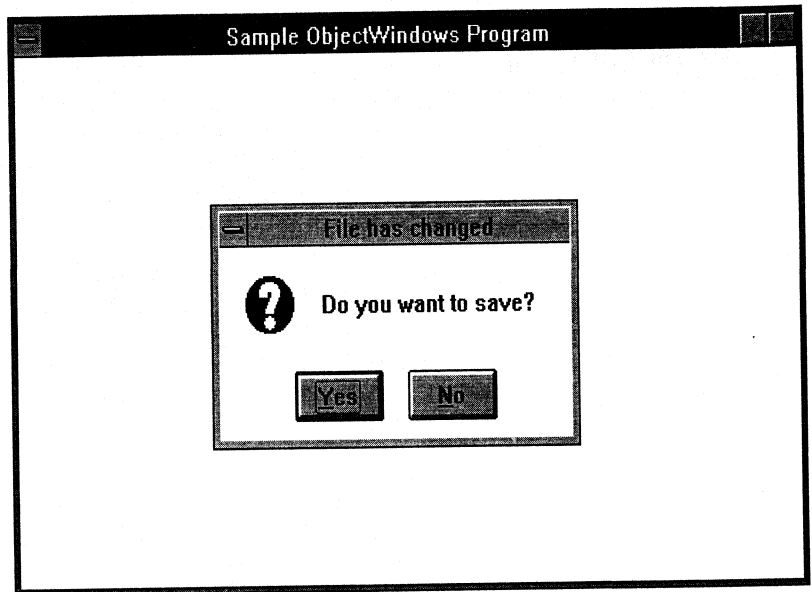 Sample ObjectWindows Program
File has changed
Do you want to save?
Yes
No